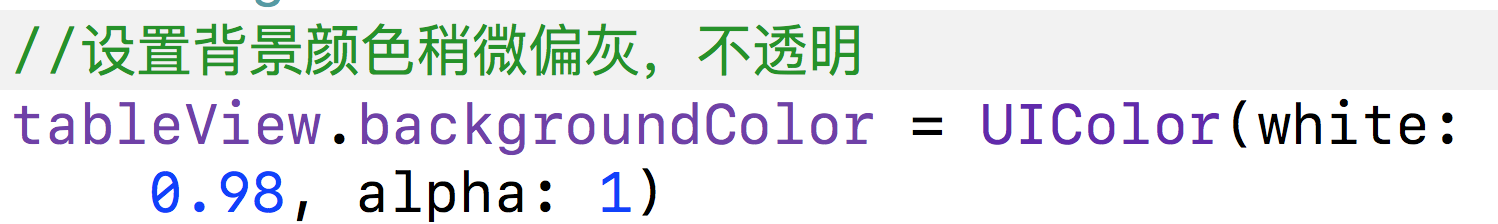 //设置背景颜色稍微偏灰，不透明
tableView.backgroundColor = UIColor(white:
0.98, alpha: 1)